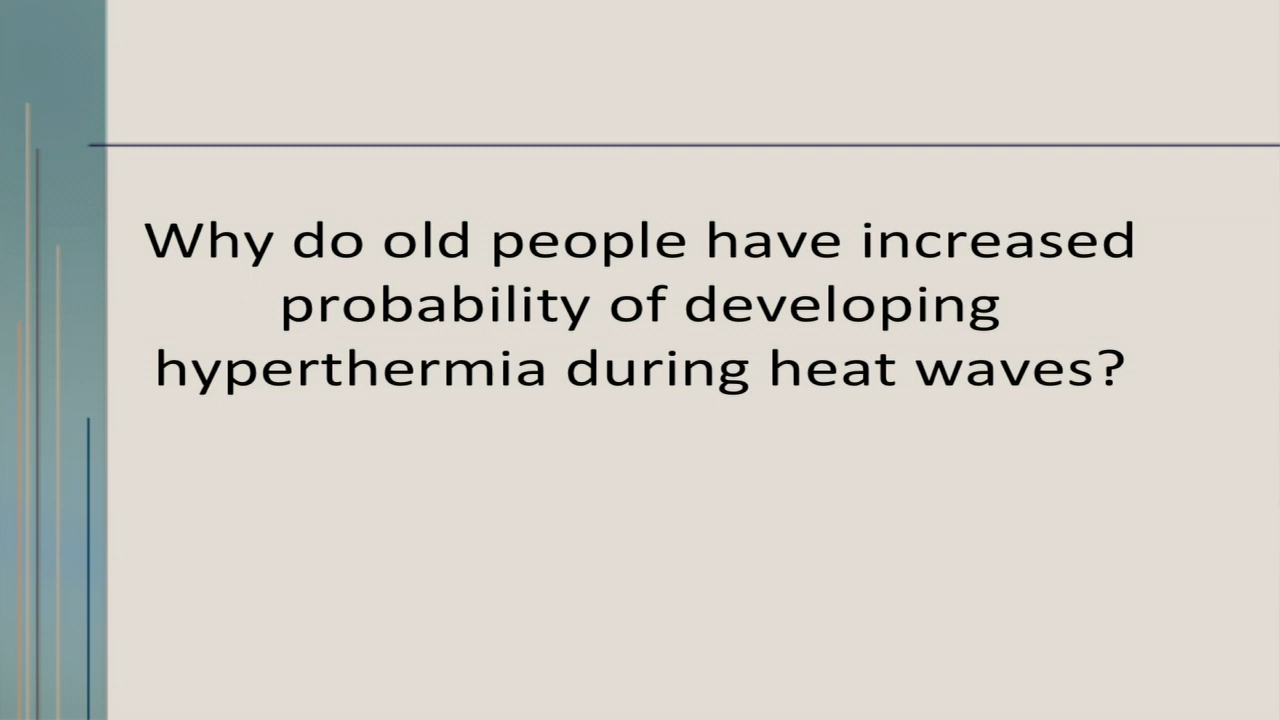 Why do old people have increased
probability of developing
hyperthermia during heat waves?